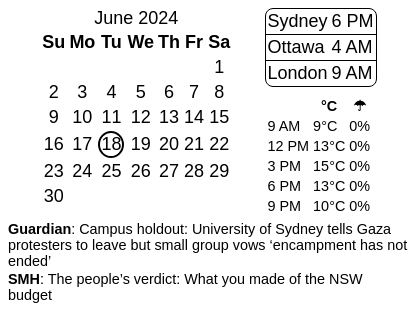 June 2024
Su Mo Tu We Th Fr Sa
1
2 3 4 5 6 7 8
9 10 11 12 13 14 15
16 17 18 19 20 21 22
23 24 25 26 27 28 29
30
Sydney 6 PM
Ottawa 4 AM
London 9 AM
°C ☂
9 AM 9°C 0%
12 PM 13°C 0%
3 PM 15°C 0%
6 PM 13°C 0%
9 PM 10°C 0%
Guardian: Campus holdout: University of Sydney tells Gaza
protesters to leave but small group vows ‘encampment has not
ended’
SMH: The people’s verdict: What you made of the NSW
budget